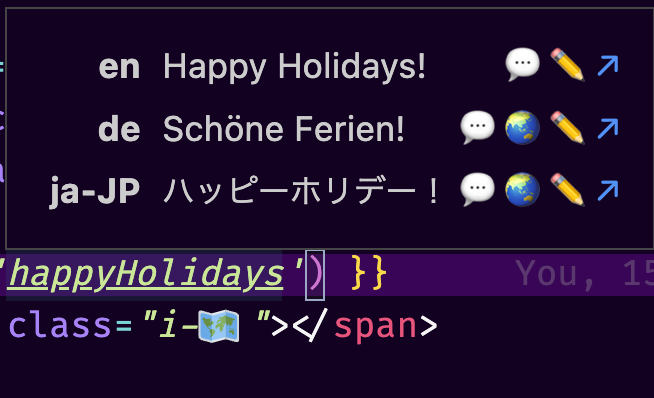 en Happy Holidays! 💬 ✏️ ↗
de Schöne Ferien! 💬 🌏 ✏️ ↗
ja-JP ハッピーホリデー！ 💬 🌏 ✏️ ↗
'happyHolidays') }} You, 15
class="i-🗺️ "></span>